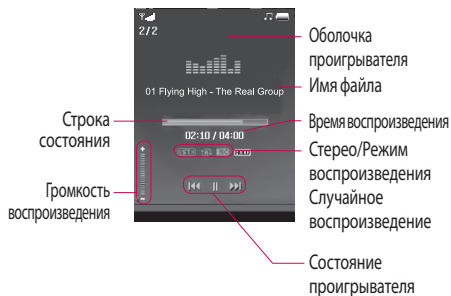 2/2
01 Flying High - The Real Group
02:10 / 04:00
Строка
состояния
Громкость
воспроизведения
Оболочка
проигрывателя
Имя файла
Время воспроизведения
Стерео/Режим
воспроизведения
Случайное
воспроизведение
Состояние
проигрывателя